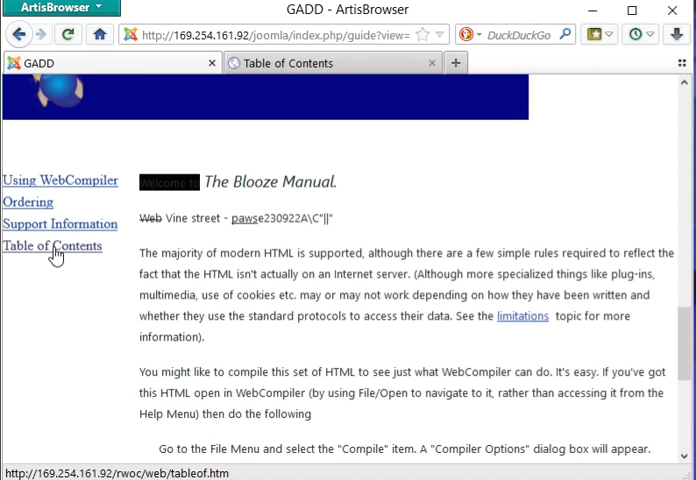 ArtisBrowser
GADD - ArtisBrowser
http://169.254.161.92/joomla/index.php/guide?view=
DuckDuckGo
GADD
Table of Contents
Using WebCompiler
Ordering
Support Information
Table of Contents
Welcome to The Blooze Manual.
Web Vine street - pawse230922A\C"||"
The majority of modern HTML is supported, although there are a few simple rules required to reflect the
fact that the HTML isn't actually on an Internet server. (Although more specialized things like plug-ins,
multimedia, use of cookies etc. may or may not work depending on how they have been written and
whether they use the standard protocols to access their data. See the limitations topic for more
information).
You might like to compile this set of HTML to see just what WebCompiler can do. It's easy. If you've got
this HTML open in WebCompiler (by using File/Open to navigate to it, rather than accessing it from the
Help Menu) then do the following
Go to the File Menu and select the "Compile" item. A "Compiler Options" dialog box will appear.
http://169.254.161.92/rwoc/web/tableof.htm